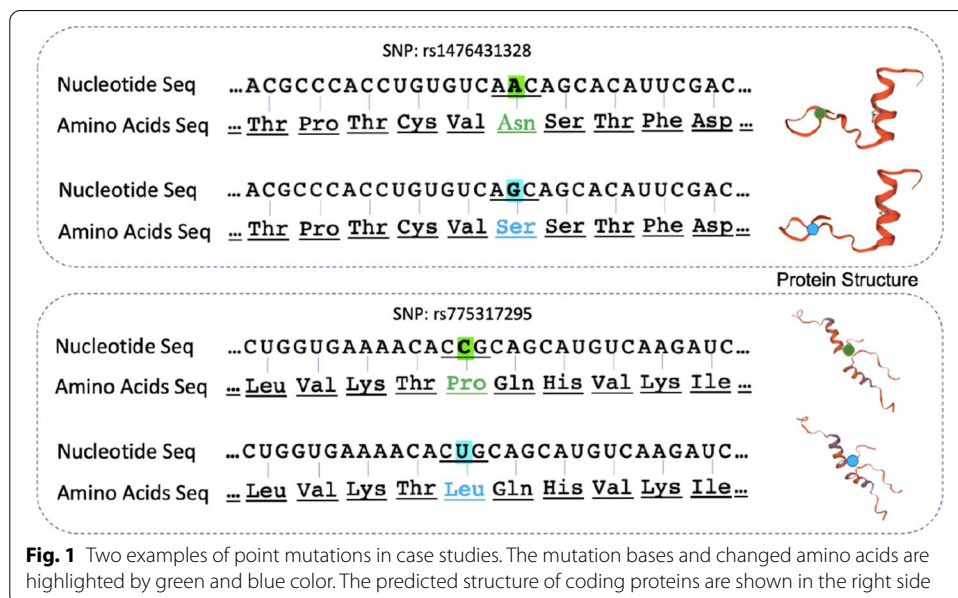 SNP: rs1476431328
Nucleotide Seq ...ACGCCCACCUGUGUCAACAGCACAUUCGAC...
Amino Acids Seq ... Thr Pro Thr Cys Val Asn Ser Thr Phe Asp ...
Nucleotide Seq ...ACGCCCACCUGUGUCAGCAGCACAUUCGAC...
Amino Acids Seq ... Thr Pro Thr Cys Val Ser Ser Thr Phe Asp...
Protein Structure
SNP: rs775317295
Nucleotide Seq ...CUGGUGAAAACACCGCAGCAUGUCAAGAUC...
Amino Acids Seq ... Leu Val Lys Thr Pro Gln His Val Lys Ile ...
Nucleotide Seq ...CUGGUGAAAACACUGCAGCAUGUCAAGAUC...
Amino Acids Seq ... Leu Val Lys Thr Leu Gln His Val Lys Ile...
Fig. 1 Two examples of point mutations in case studies. The mutation bases and changed amino acids are
highlighted by green and blue color. The predicted structure of coding proteins are shown in the right side